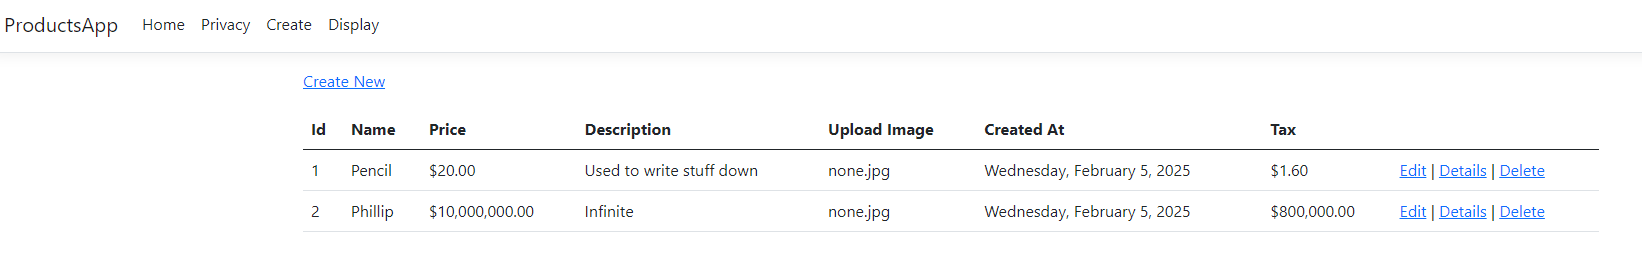 ProductsApp Home Privacy Create Display
Create New
Id Name Price Description Upload Image Created At Tax
1 Pencil $20.00 Used to write stuff down none.jpg Wednesday, February 5, 2025 $1.60 Edit | Details | Delete
2 Phillip $10,000,000.00 Infinite none.jpg Wednesday, February 5, 2025 $800,000.00 Edit | Details | Delete